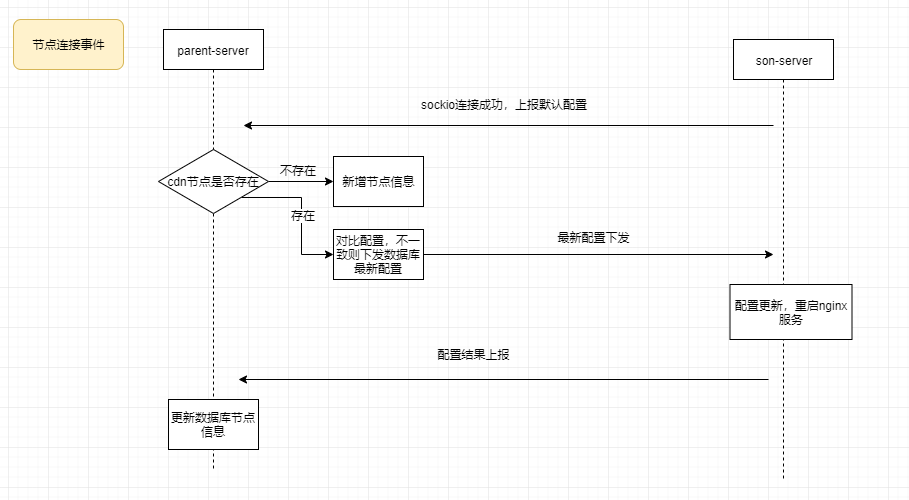 节点连接事件
parent-server
son-server
sockio连接成功，上报默认配置
cdn节点是否存在
不存在
新增节点信息
存在
对比配置，不一
致则下发数据库
最新配置
最新配置下发
配置更新，重启nginx
服务
配置结果上报
更新数据库节点
信息